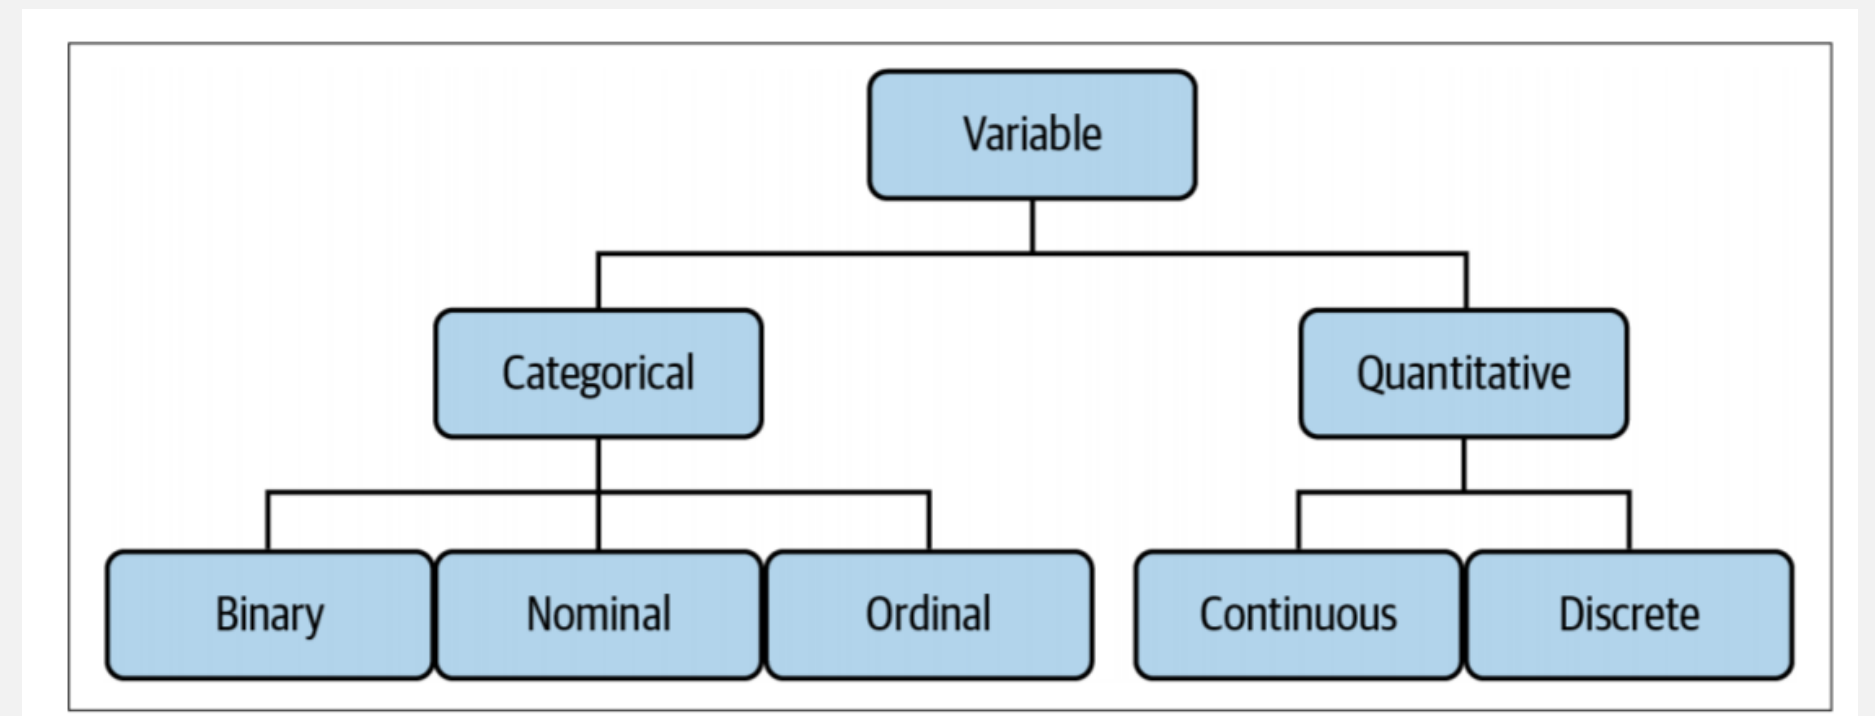 Variable
Categorical
Quantitative
Binary
Nominal
Ordinal
Continuous
Discrete